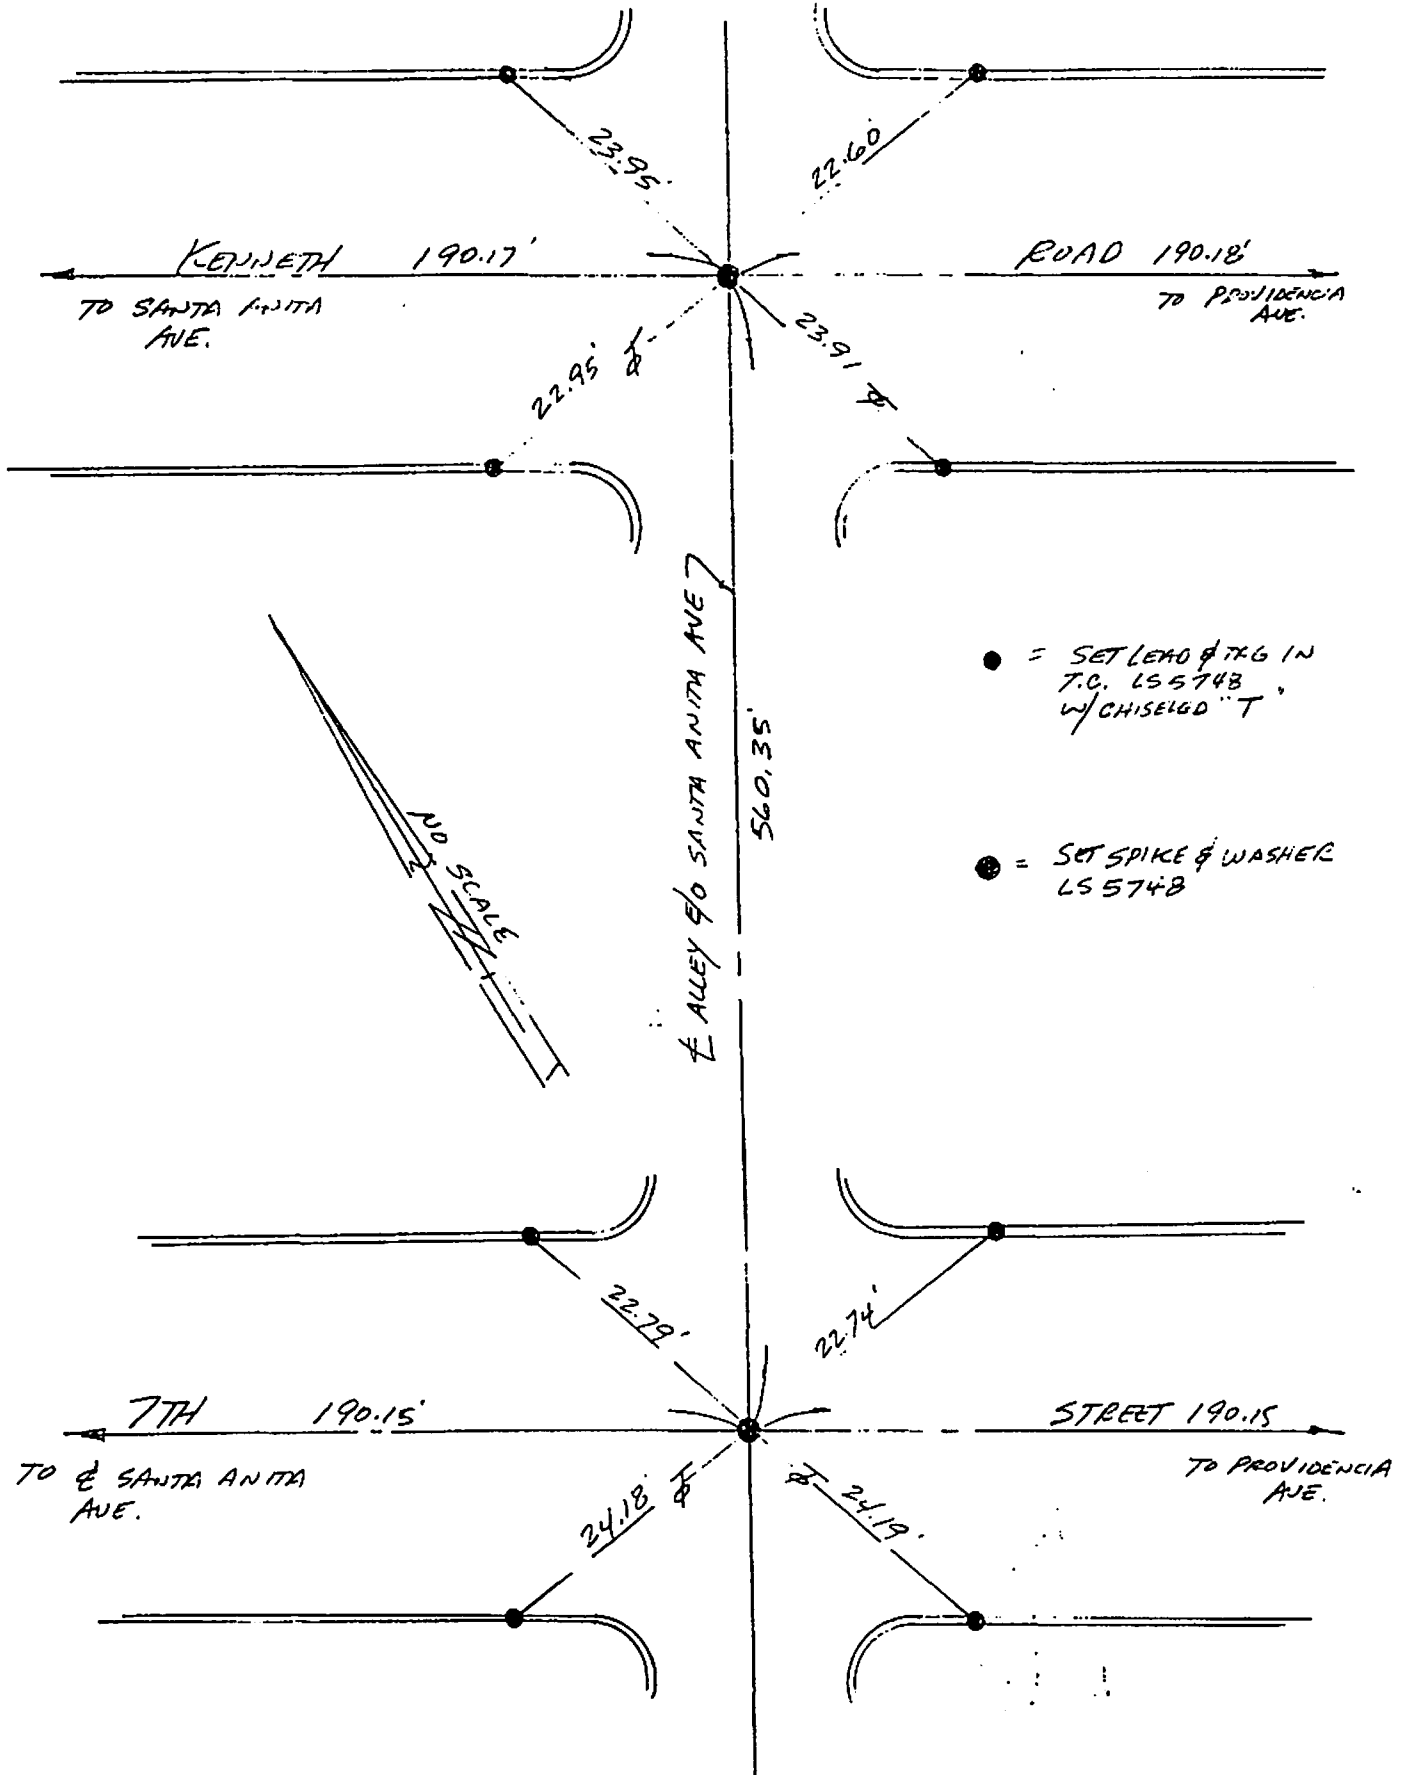 23.95'
22.60'
KENNETH 190.17'
ROAD 190.18'
TO SANTA ANITA
AVE.
TO PROVIDENCIA
AVE.
22.95'
23.91
℄ ALLEY E/O SANTA ANITA AVE
560.35'
● = SET LEAD & TAG IN
T.C. LS 5748
W/ CHISELED "T"
NO SCALE
N
● = SET SPIKE & WASHER
LS 5748
22.79'
22.74'
7TH 190.15'
STREET 190.15
TO ℄ SANTA ANITA
AVE.
TO PROVIDENCIA
AVE.
24.18'
24.19'